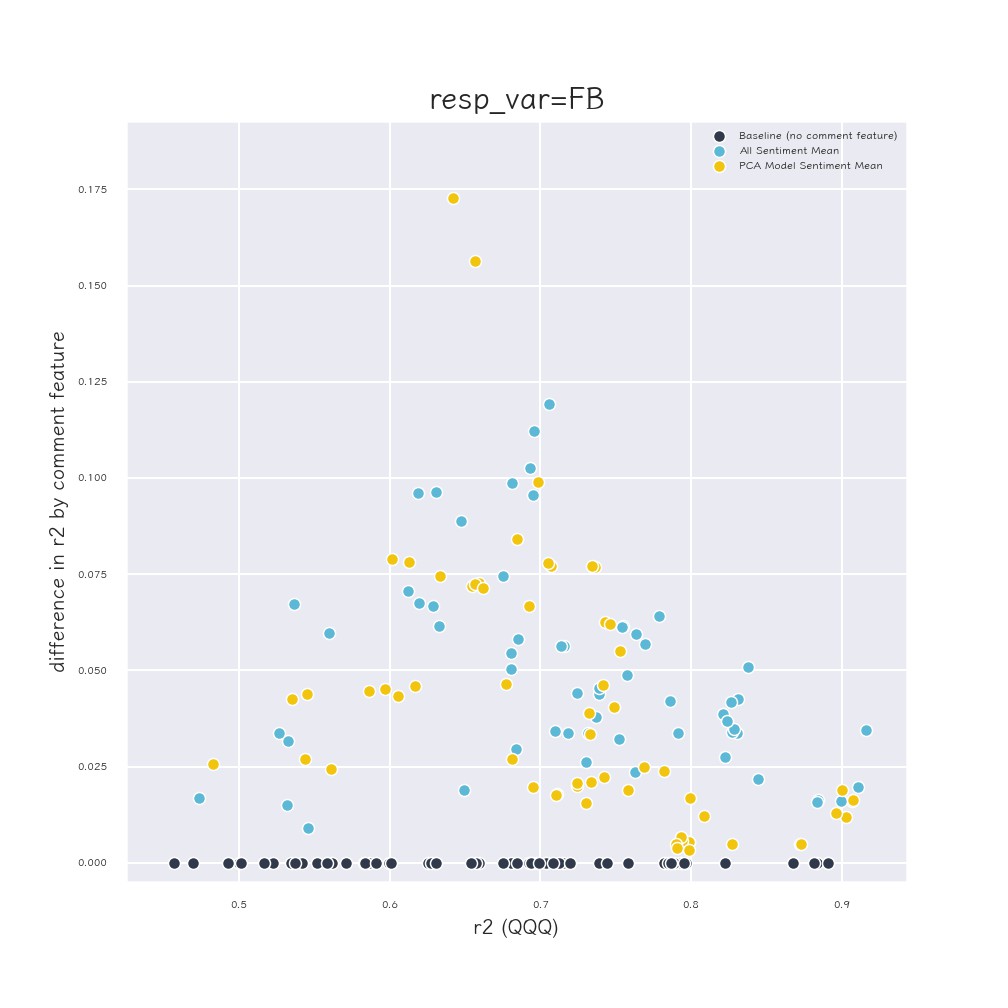 resp_var=FB
Baseline (no comment feature)
All Sentiment Mean
PCA Model Sentiment Mean
difference in r2 by comment feature
0.175
0.150
0.125
0.100
0.075
0.050
0.025
0.000
0.5 0.6 0.7 0.8 0.9
r2 (QQQ)